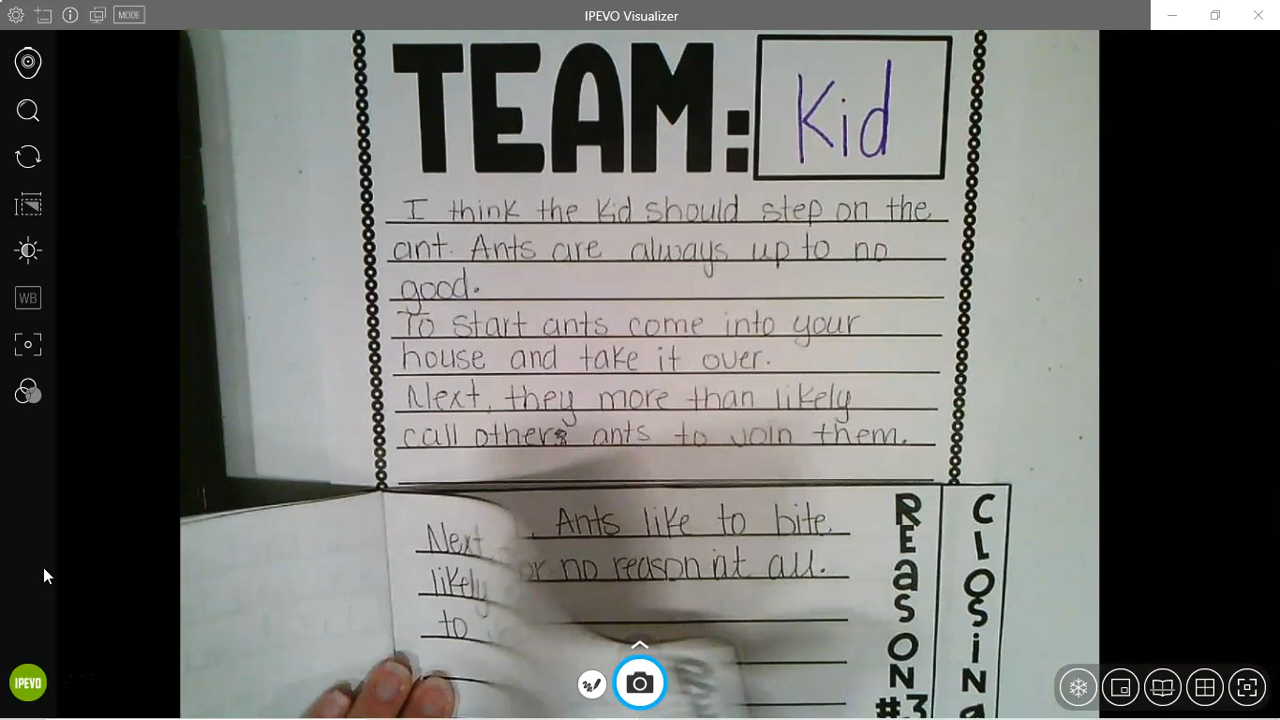 MODE
IPEVO Visualizer
WB
IPEVO
TEAM: Kid
I think the kid should step on the
ant. Ants are always up to no
good.
To start ants come into your
house and take it over.
Next, they more than likely
call others ants to join them.
Next
likely
to
Ants like to bite
no reason at all.
REASON #3
CLOSIN